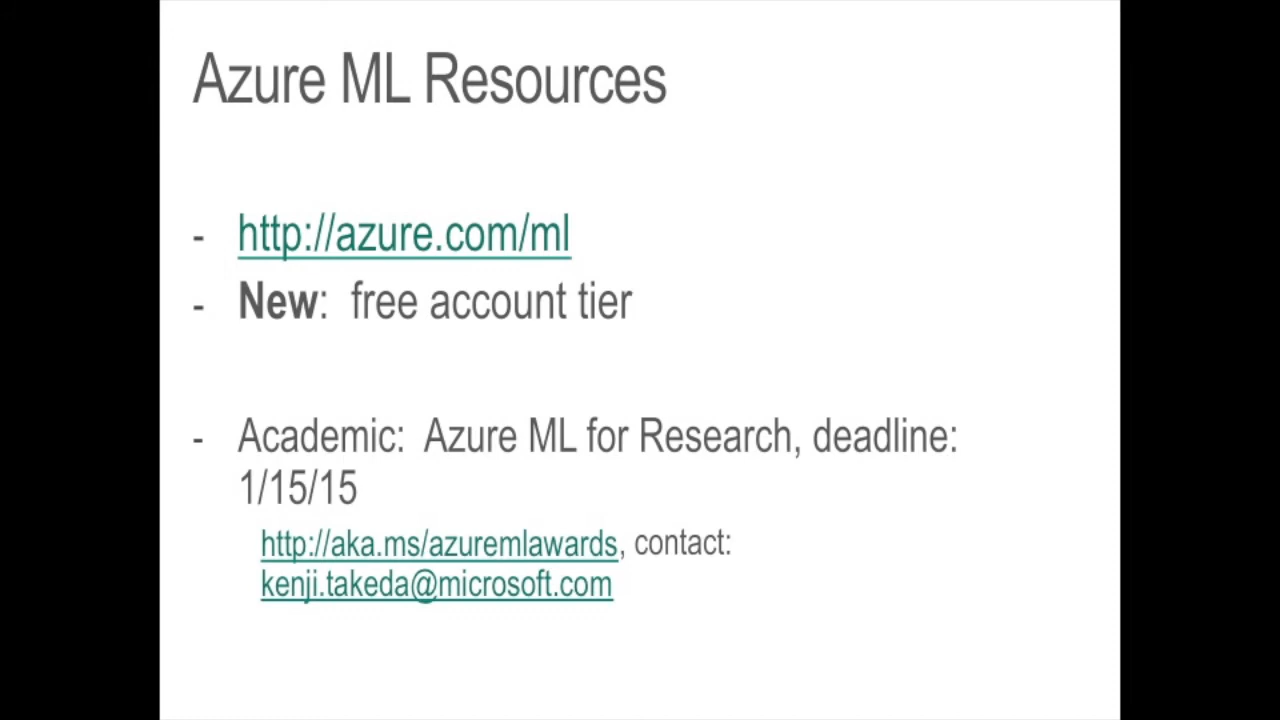 Azure ML Resources
- http://azure.com/ml
- New: free account tier
- Academic: Azure ML for Research, deadline:
1/15/15
http://aka.ms/azuremlawards, contact:
kenji.takeda@microsoft.com